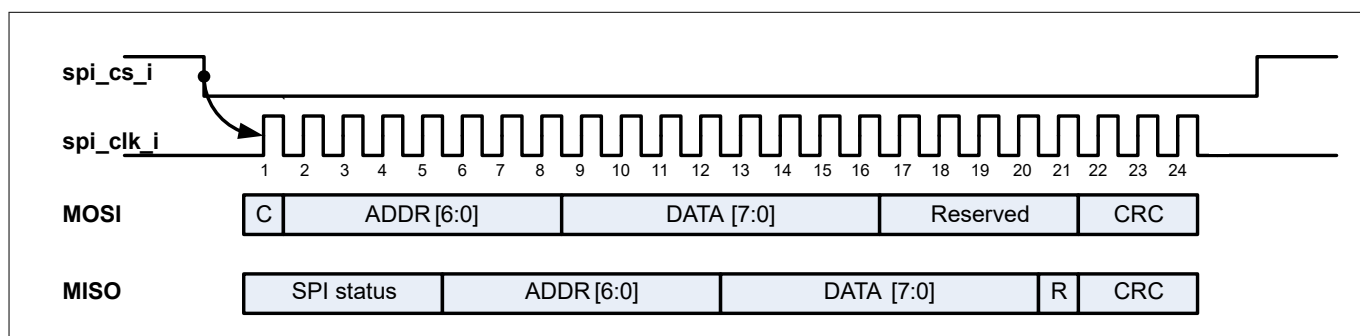 spi_cs_i
spi_clk_i
1 2 3 4 5 6 7 8 9 10 11 12 13 14 15 16 17 18 19 20 21 22 23 24
MOSI C ADDR [6:0] DATA [7:0] Reserved CRC
MISO SPI status ADDR [6:0] DATA [7:0] R CRC